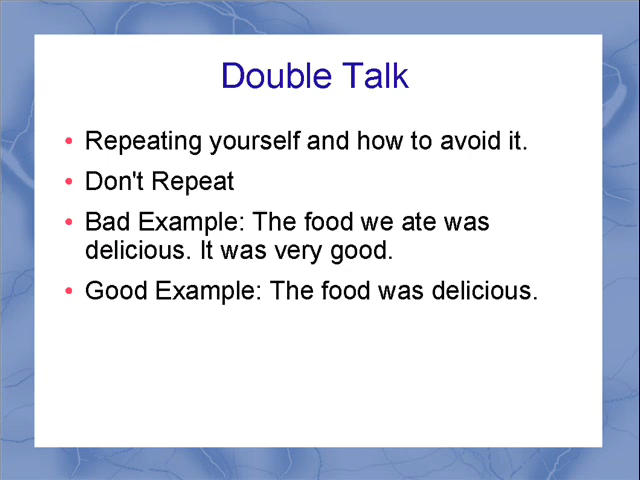 Double Talk
• Repeating yourself and how to avoid it.
• Don't Repeat
• Bad Example: The food we ate was
delicious. It was very good.
• Good Example: The food was delicious.